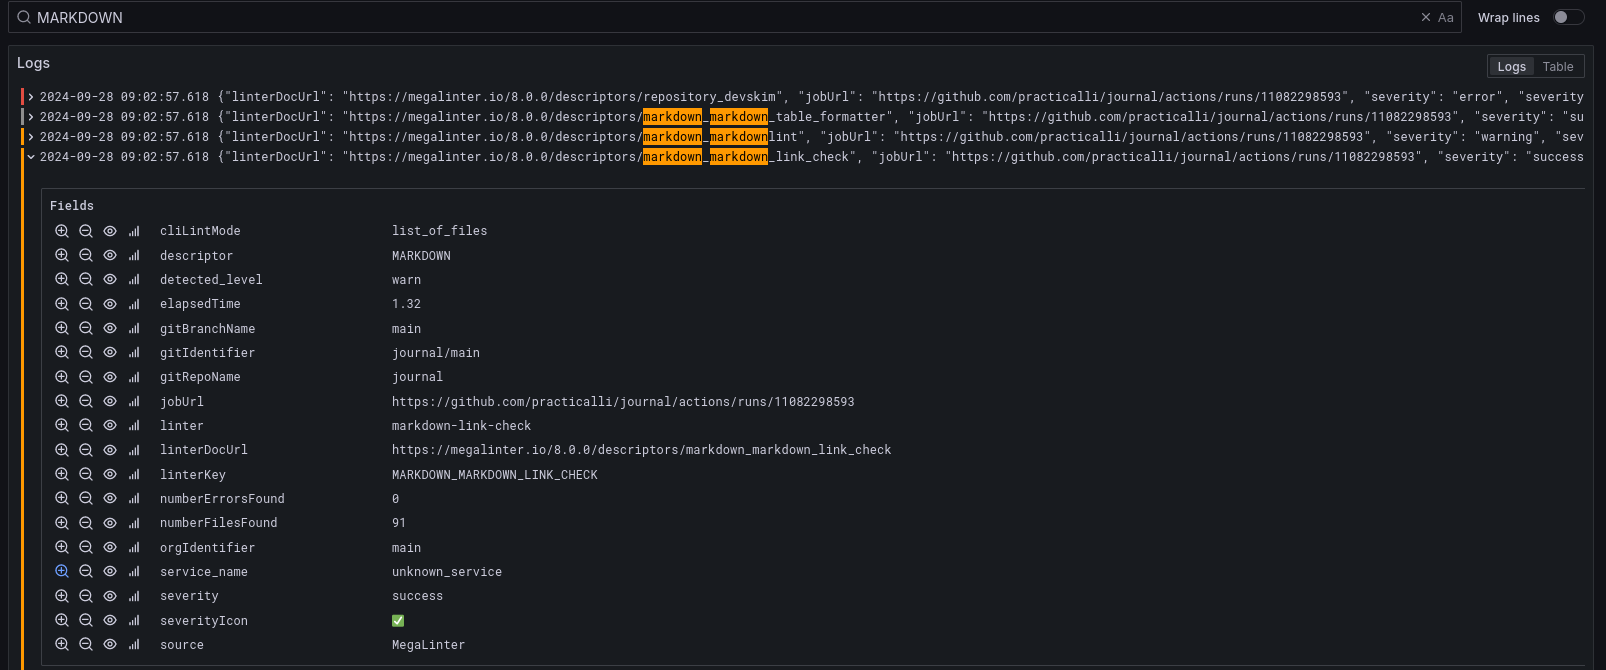 MARKDOWN Aa Wrap lines
Logs
Logs Table
2024-09-28 09:02:57.618 {"linterDocUrl": "https://megalinter.io/8.0.0/descriptors/repository_devskim", "jobUrl": "https://github.com/practicalli/journal/actions/runs/11082298593", "severity": "error", "severity
2024-09-28 09:02:57.618 {"linterDocUrl": "https://megalinter.io/8.0.0/descriptors/markdown_markdown_table_formatter", "jobUrl": "https://github.com/practicalli/journal/actions/runs/11082298593", "severity": "su
2024-09-28 09:02:57.618 {"linterDocUrl": "https://megalinter.io/8.0.0/descriptors/markdown_markdownlint", "jobUrl": "https://github.com/practicalli/journal/actions/runs/11082298593", "severity": "warning", "sev
2024-09-28 09:02:57.618 {"linterDocUrl": "https://megalinter.io/8.0.0/descriptors/markdown_markdown_link_check", "jobUrl": "https://github.com/practicalli/journal/actions/runs/11082298593", "severity": "success
Fields
cliLintMode list_of_files
descriptor MARKDOWN
detected_level warn
elapsedTime 1.32
gitBranchName main
gitIdentifier journal/main
gitRepoName journal
jobUrl https://github.com/practicalli/journal/actions/runs/11082298593
linter markdown-link-check
linterDocUrl https://megalinter.io/8.0.0/descriptors/markdown_markdown_link_check
linterKey MARKDOWN_MARKDOWN_LINK_CHECK
numberErrorsFound 0
numberFilesFound 91
orgIdentifier main
service_name unknown_service
severity success
severityIcon ✅
source MegaLinter